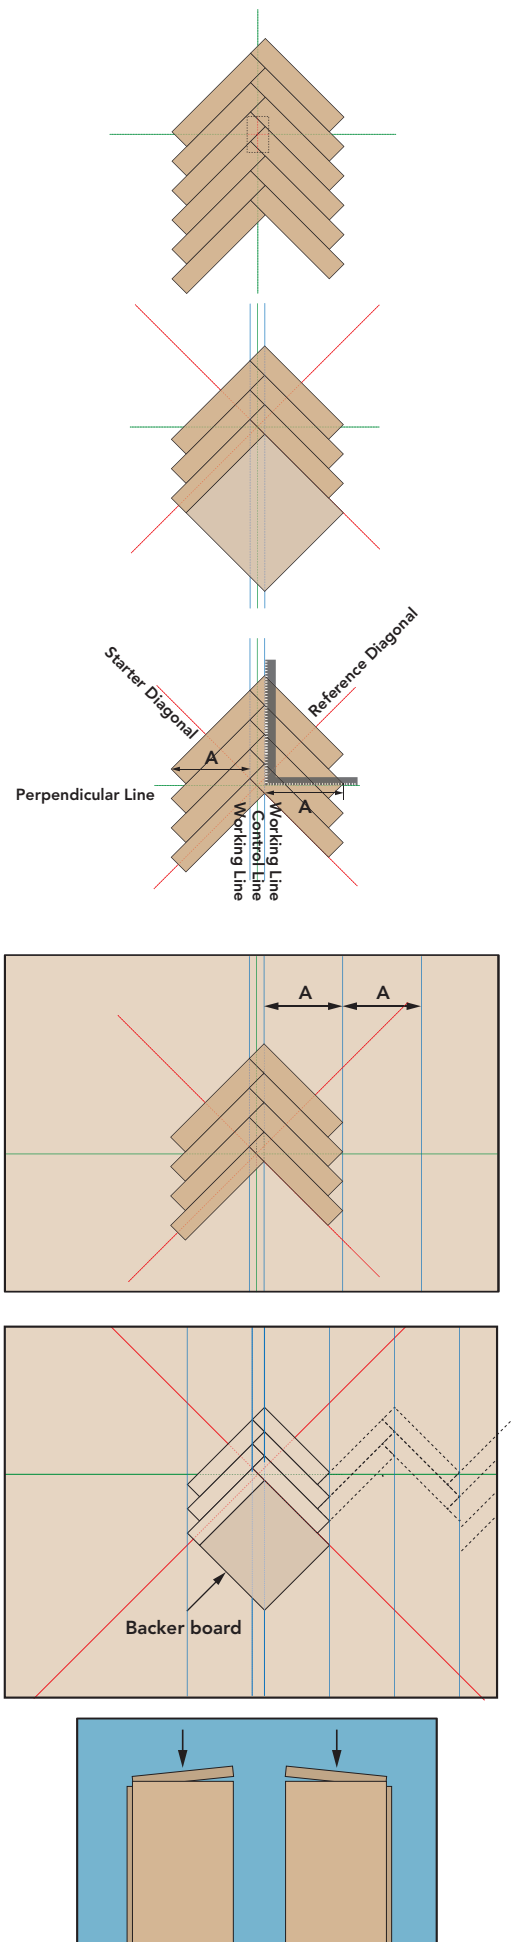 Starter Diagonal
Reference Diagonal
A
Perpendicular Line
A
Working Line
Control Line
Working Line
A
A
Backer board